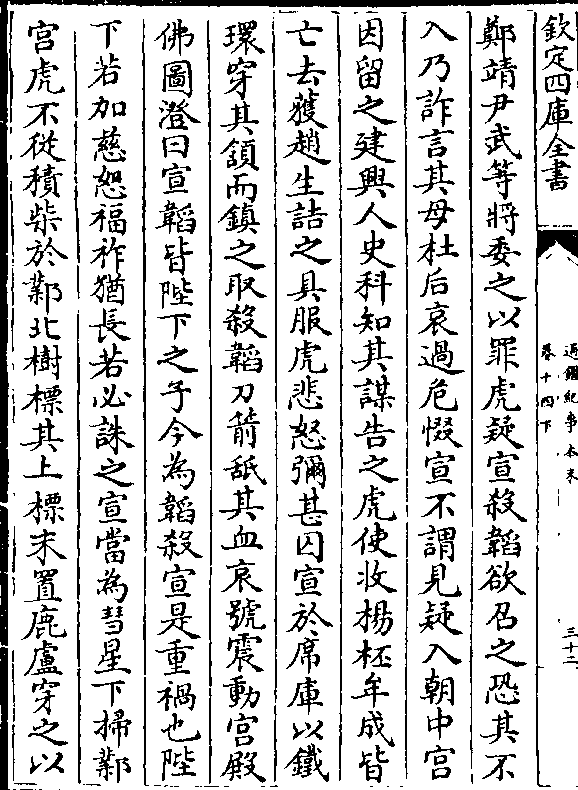 欽定四庫全書
通鑑紀事本末
卷十四下
三十二
鄭靖尹武等將委之以罪虎疑宣殺韜欲召之恐其不
入乃詐言其母杜后哀過危惙宣不謂見疑入朝中宮
因留之建興人史科知其謀告之虎使收楊柸牟成皆
亡去獲趙生詰之具服虎悲怒彌甚囚宣於席庫以鐵
環穿其頷而鎖之取殺韜刀箭舐其血哀號震動宮殿
佛圖澄曰宣韜皆陛下之子今為韜殺宣是重禍也陛
下若加慈恕福祚猶長若必誅之宣當為彗星下掃鄴
宮虎不從積柴於鄴北樹標其上標末置鹿盧穿之以